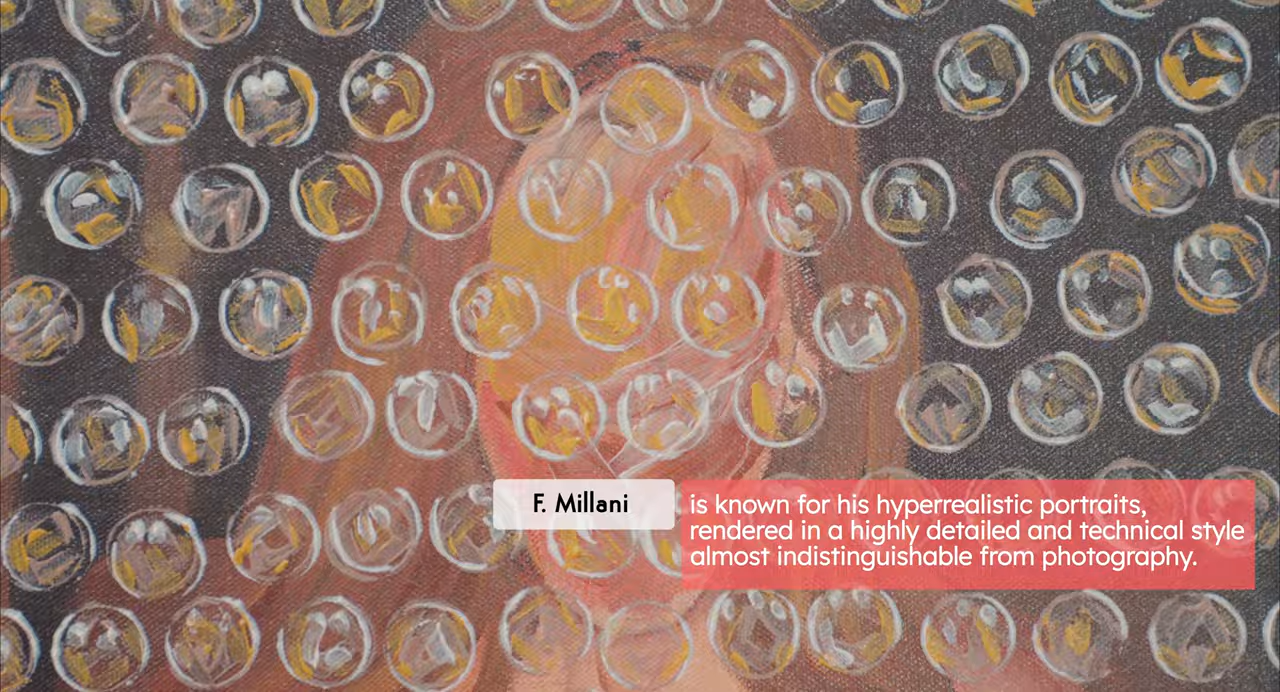 F. Millani
is known for his hyperrealistic portraits,
rendered in a highly detailed and technical style
almost indistinguishable from photography.